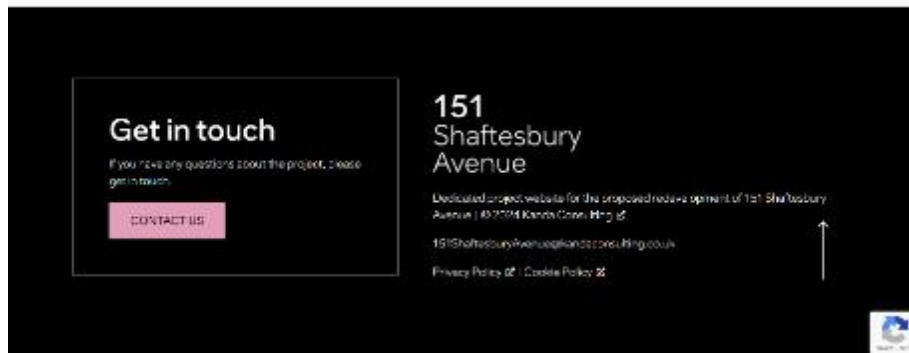 Get in touch
If you have any questions about the project, please
get in touch.
CONTACT US
151
Shaftesbury
Avenue
Dedicated project website for the proposed redevelopment of 151 Shaftesbury
Avenue | © 2024 Kanda Consulting
151ShaftesburyAvenue@kandaconsulting.co.uk
Privacy Policy | Cookie Policy